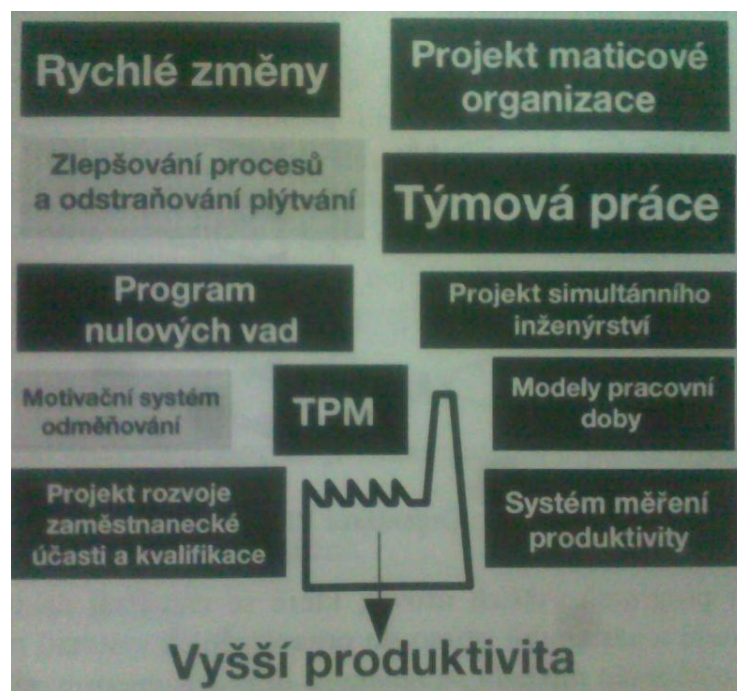 Rychlé změny
Projekt maticové
organizace
Zlepšování procesů
a odstraňování plýtvání
Týmová práce
Program
nulových vad
Projekt simultánního
inženýrství
Motivační systém
odměňování
TPM
Modely pracovní
doby
Projekt rozvoje
zaměstnanecké
účasti a kvalifikace
Systém měření
produktivity
Vyšší produktivita